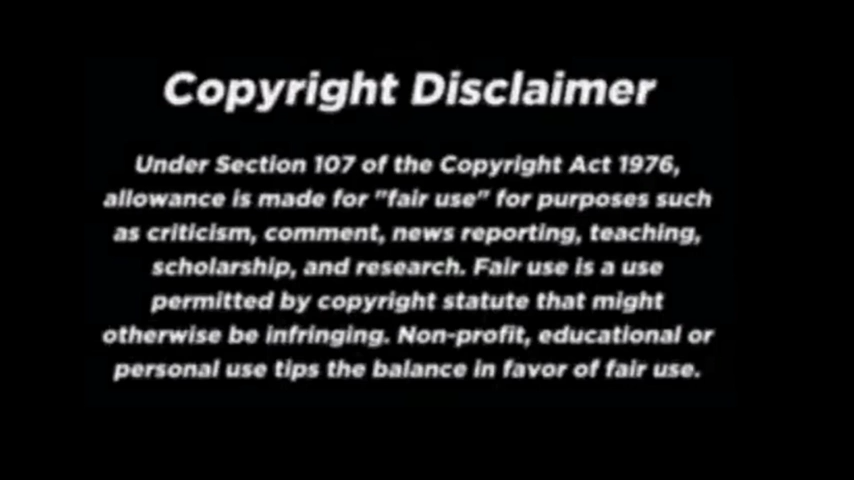 Copyright Disclaimer
Under Section 107 of the Copyright Act 1976,
allowance is made for "fair use" for purposes such
as criticism, comment, news reporting, teaching,
scholarship, and research. Fair use is a use
permitted by copyright statute that might
otherwise be infringing. Non-profit, educational or
personal use tips the balance in favor of fair use.